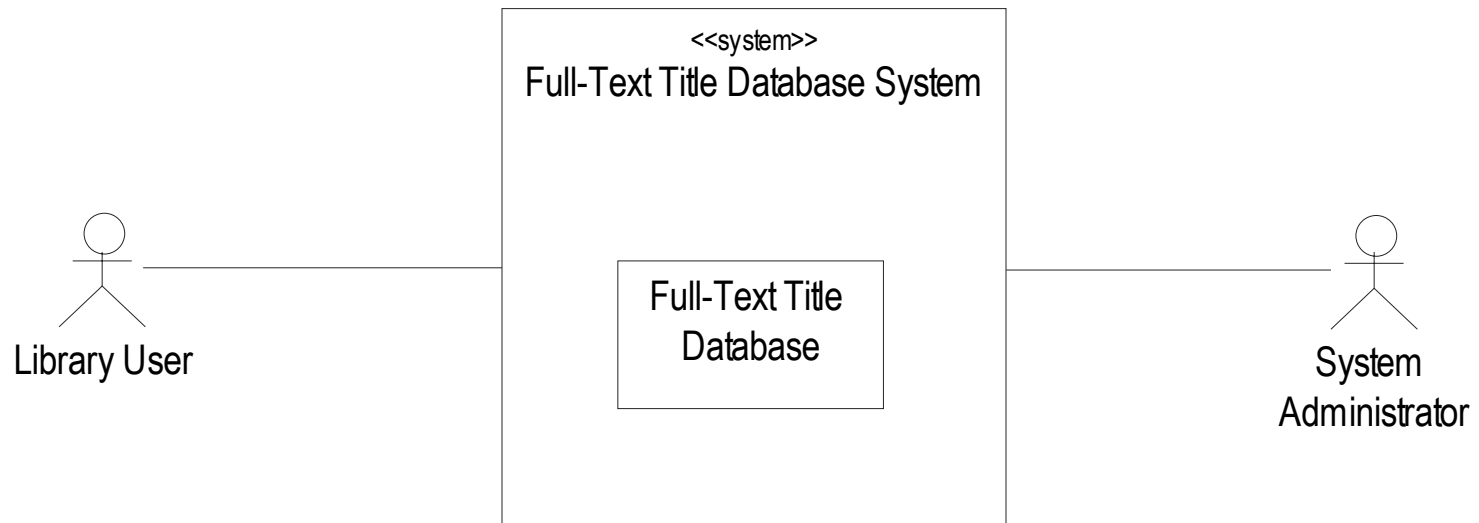 <<system>>
Full-Text Title Database System
Full-Text Title
Database
Library User
System
Administrator